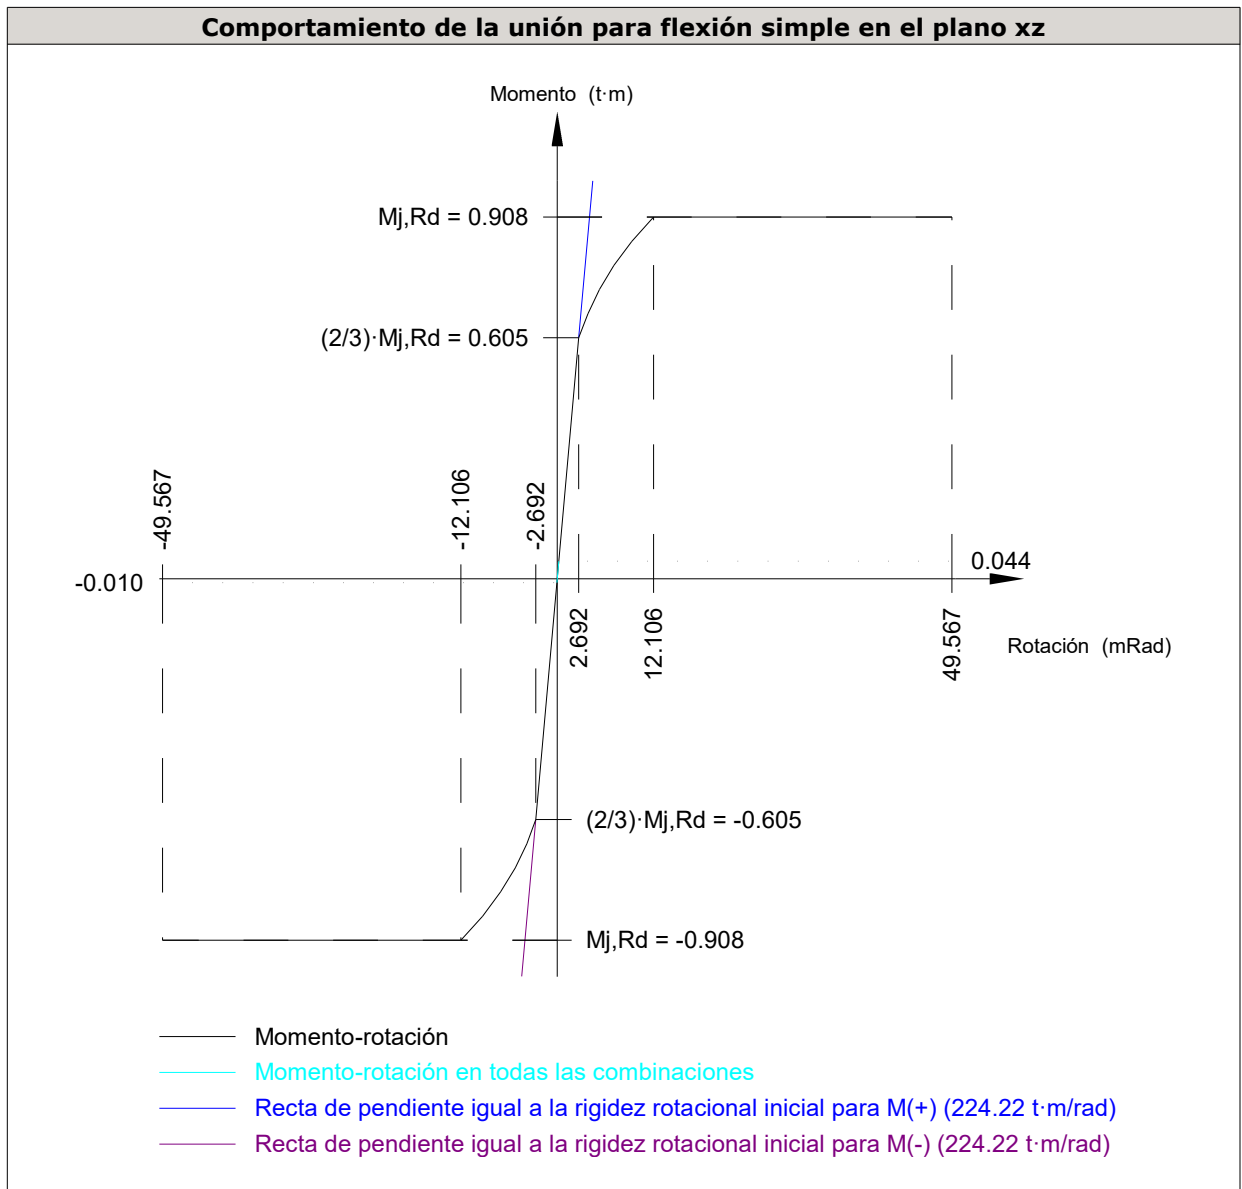 Comportamiento de la unión para flexión simple en el plano xz
Momento (t·m)
Mj,Rd = 0.908
(2/3)·Mj,Rd = 0.605
-49.567
-12.106
-2.692
-0.010
0.044
2.692
12.106
49.567
Rotación (mRad)
(2/3)·Mj,Rd = -0.605
Mj,Rd = -0.908
Momento-rotación
Momento-rotación en todas las combinaciones
Recta de pendiente igual a la rigidez rotacional inicial para M(+) (224.22 t·m/rad)
Recta de pendiente igual a la rigidez rotacional inicial para M(-) (224.22 t·m/rad)